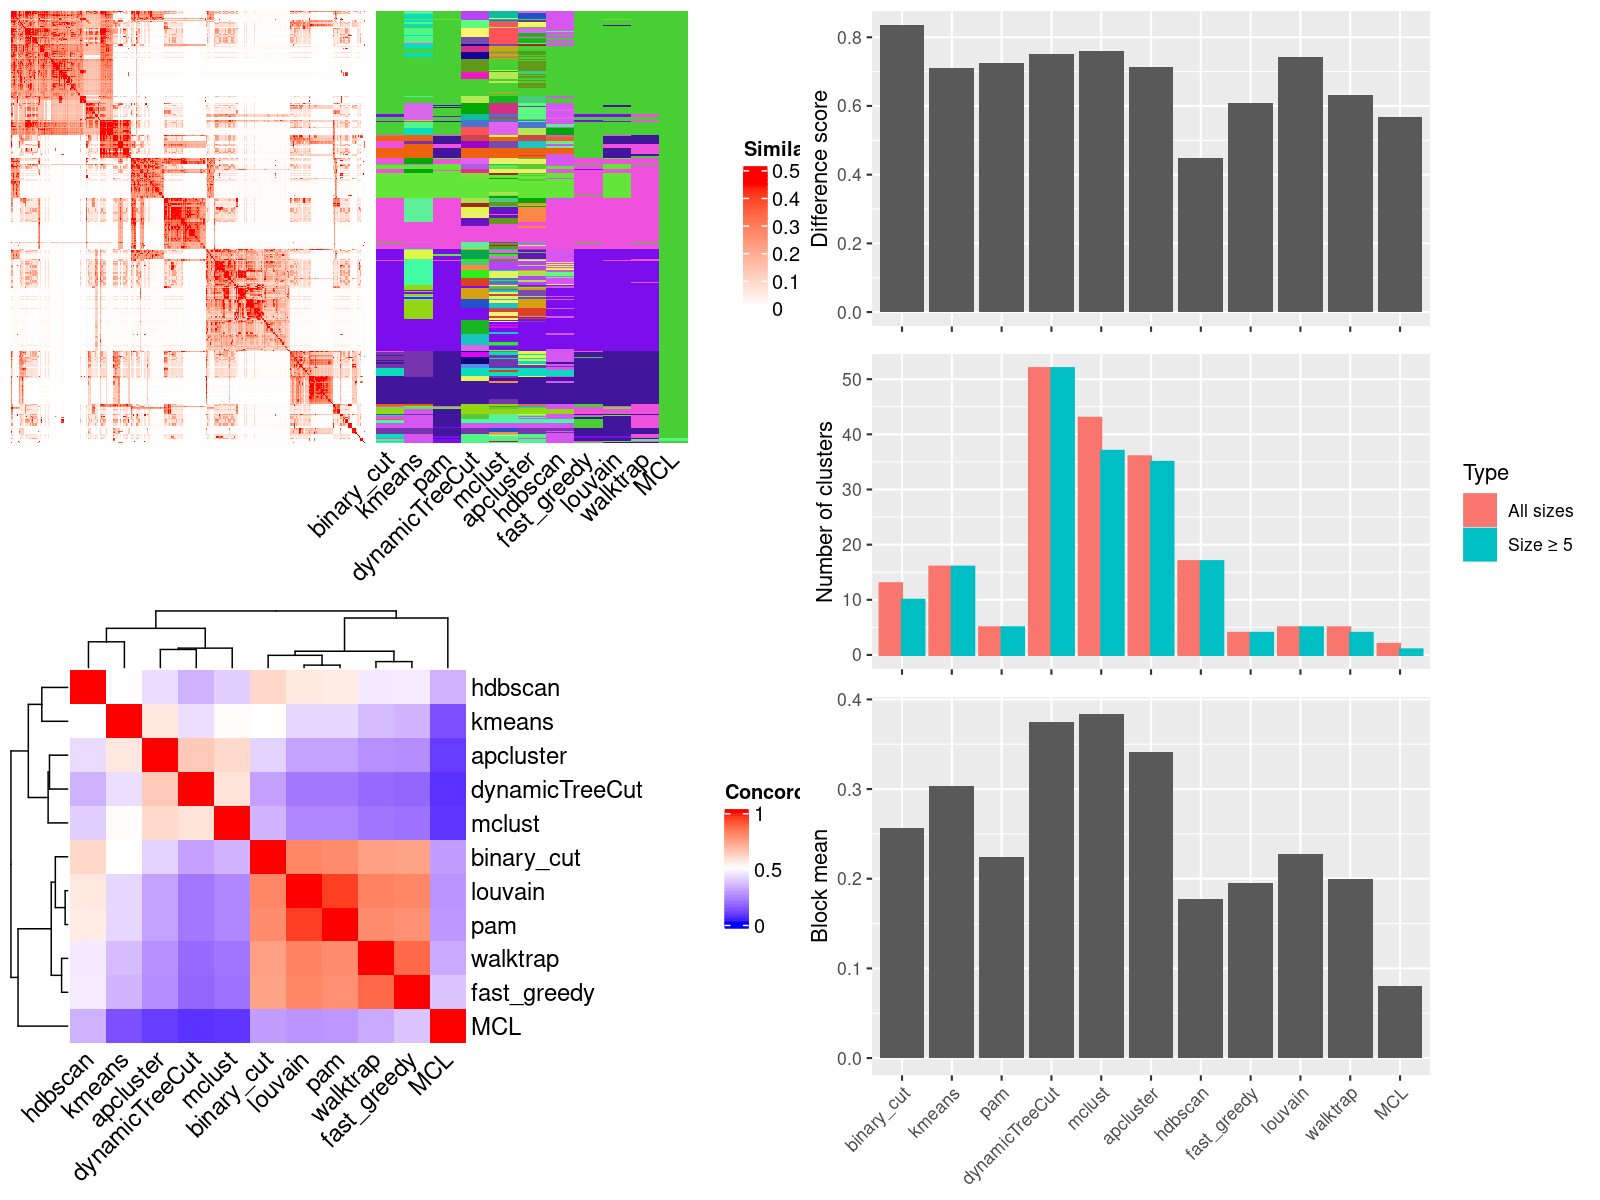 Simila
0.5
0.4
0.3
0.2
0.1
0
binary_cut
kmeans
pam
dynamicTreeCut
mclust
apcluster
hdbscan
fast_greedy
louvain
walktrap
MCL
hdbscan
kmeans
apcluster
dynamicTreeCut
mclust
binary_cut
louvain
pam
walktrap
fast_greedy
MCL
hdbscan
kmeans
apcluster
dynamicTreeCut
mclust
binary_cut
louvain
pam
walktrap
fast_greedy
MCL
Concord
1
0.5
0
Difference score
0.8
0.6
0.4
0.2
0.0
Number of clusters
50
40
30
20
10
0
Type
All sizes
Size ≥ 5
Block mean
0.4
0.3
0.2
0.1
0.0
binary_cut
kmeans
pam
dynamicTreeCut
mclust
apcluster
hdbscan
fast_greedy
louvain
walktrap
MCL